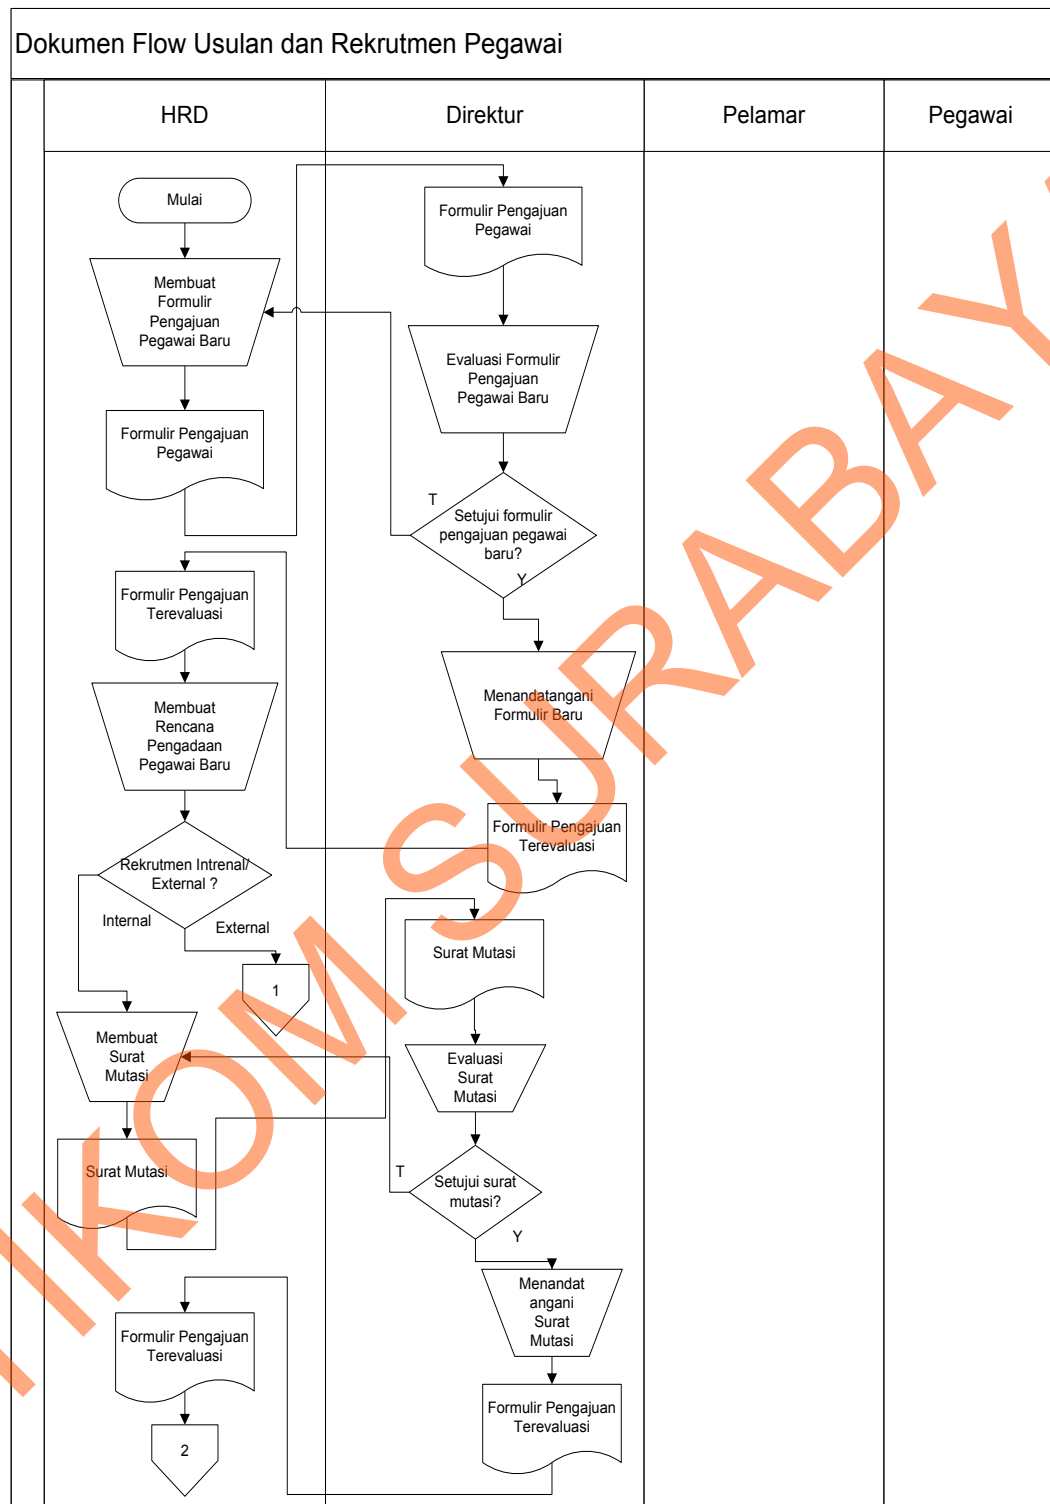 Dokumen Flow Usulan dan Rekrutmen Pegawai
HRD
Direktur
Pelamar
Pegawai
Mulai
Membuat
Formulir
Pengajuan
Pegawai Baru
Formulir Pengajuan
Pegawai
Formulir Pengajuan
Pegawai
Evaluasi Formulir
Pengajuan
Pegawai Baru
T
Setujui formulir
pengajuan pegawai
baru?
Y
Menandatangani
Formulir Baru
Formulir Pengajuan
Terevaluasi
Formulir Pengajuan
Terevaluasi
Membuat
Rencana
Pengadaan
Pegawai Baru
Rekrutmen Intrenal/
External ?
Internal
External
1
Membuat
Surat
Mutasi
Surat Mutasi
Surat Mutasi
Evaluasi
Surat
Mutasi
T
Setujui surat
mutasi?
Y
Menandat
angani
Surat
Mutasi
Formulir Pengajuan
Terevaluasi
Formulir Pengajuan
Terevaluasi
2
IKOM SURABAYA